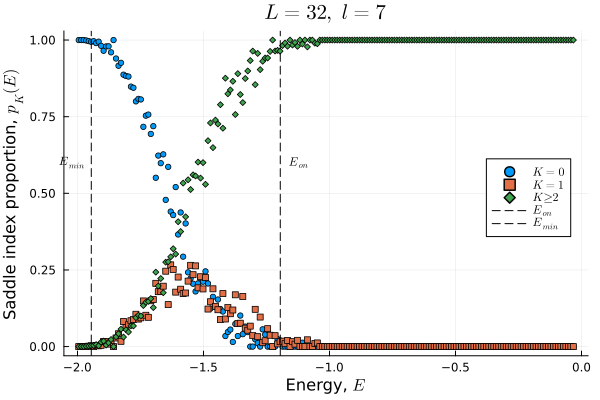 L = 32, l = 7
Saddle index proportion, p_K(E)
1.00
0.75
0.50
0.25
0.00
E_min
E_on
K = 0
K = 1
K ≥ 2
E_on
E_min
−2.0 −1.5 −1.0 −0.5 0.0
Energy, E